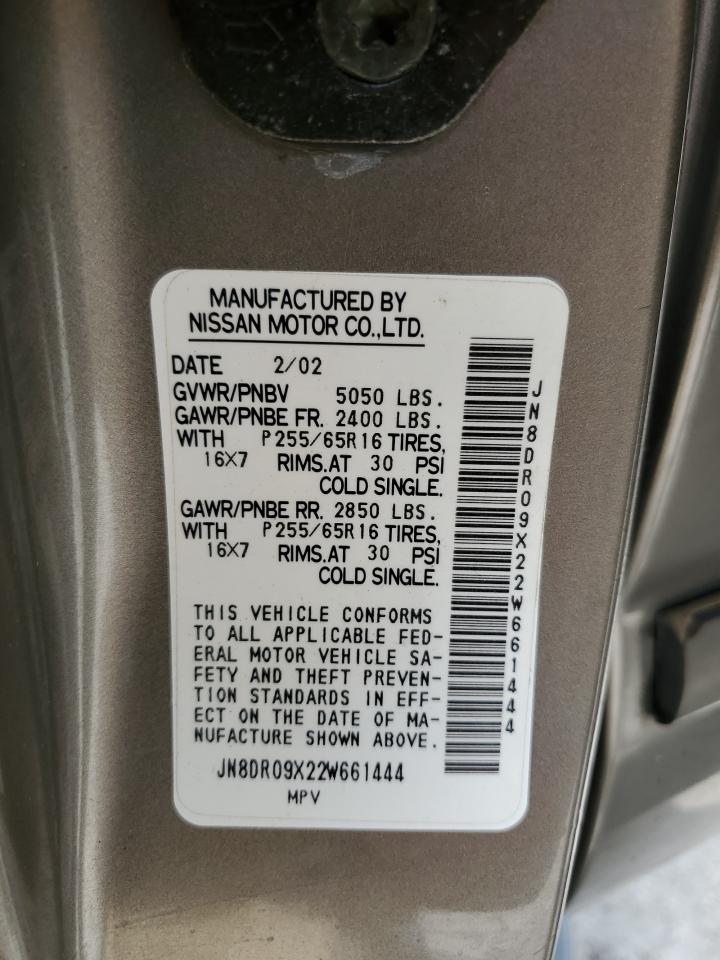 MANUFACTURED BY
NISSAN MOTOR CO.,LTD.
DATE 2/02
GVWR/PNBV 5050 LBS.
GAWR/PNBE FR. 2400 LBS.
WITH P255/65R16 TIRES,
16X7 RIMS.AT 30 PSI
COLD SINGLE.
GAWR/PNBE RR. 2850 LBS.
WITH P255/65R16 TIRES,
16X7 RIMS.AT 30 PSI
COLD SINGLE.
THIS VEHICLE CONFORMS
TO ALL APPLICABLE FED-
ERAL MOTOR VEHICLE SA-
FETY AND THEFT PREVEN-
TION STANDARDS IN EFF-
ECT ON THE DATE OF MA-
NUFACTURE SHOWN ABOVE.
JN8DR09X22W661444
MPV
JN8DR09X22W661444